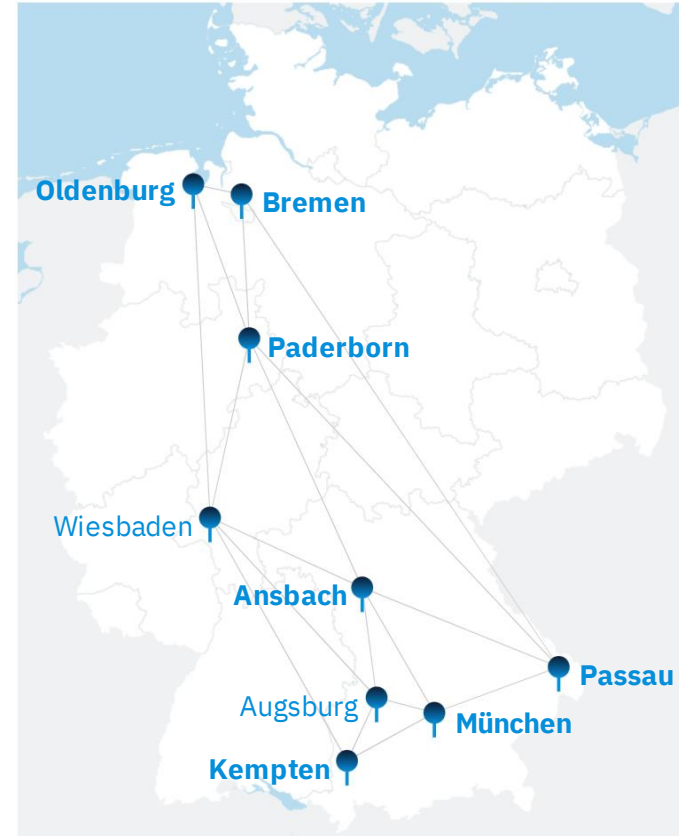 Oldenburg
Bremen
Paderborn
Wiesbaden
Ansbach
Passau
Augsburg
München
Kempten